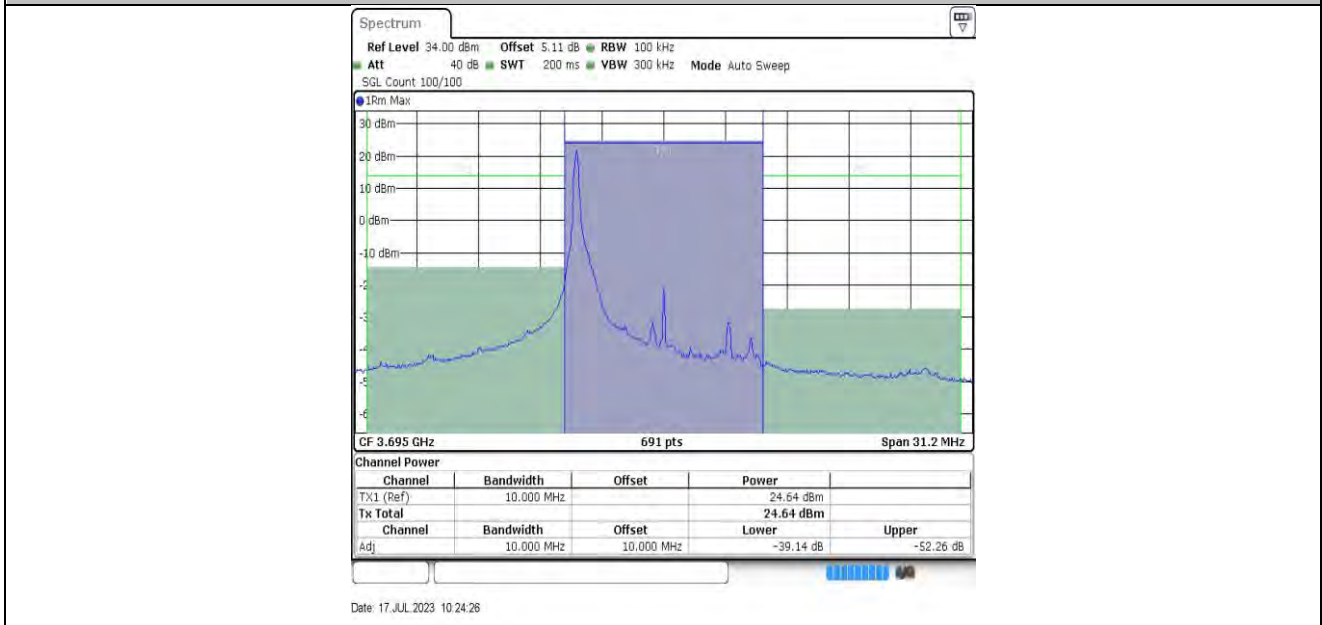 Spectrum
Ref Level 34.00 dBm Offset 5.11 dB RBW 100 kHz
Att 40 dB SWT 200 ms VBW 300 kHz Mode Auto Sweep
SGL Count 100/100
1Rm Max
30 dBm
20 dBm
10 dBm
0 dBm
-10 dBm
CF 3.695 GHz 691 pts Span 31.2 MHz
Channel Power
Channel Bandwidth Offset Power
TX1 (Ref) 10.000 MHz 24.64 dBm
Tx Total 24.64 dBm
Channel Bandwidth Offset Lower Upper
Adj 10.000 MHz 10.000 MHz -39.14 dB -52.26 dB
Date: 17.JUL.2023 10:24:26